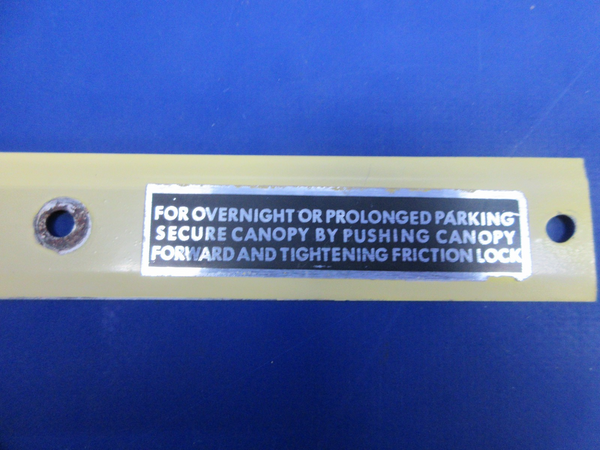 FOR OVERNIGHT OR PROLONGED PARKING
SECURE CANOPY BY PUSHING CANOPY
FORWARD AND TIGHTENING FRICTION LOCK